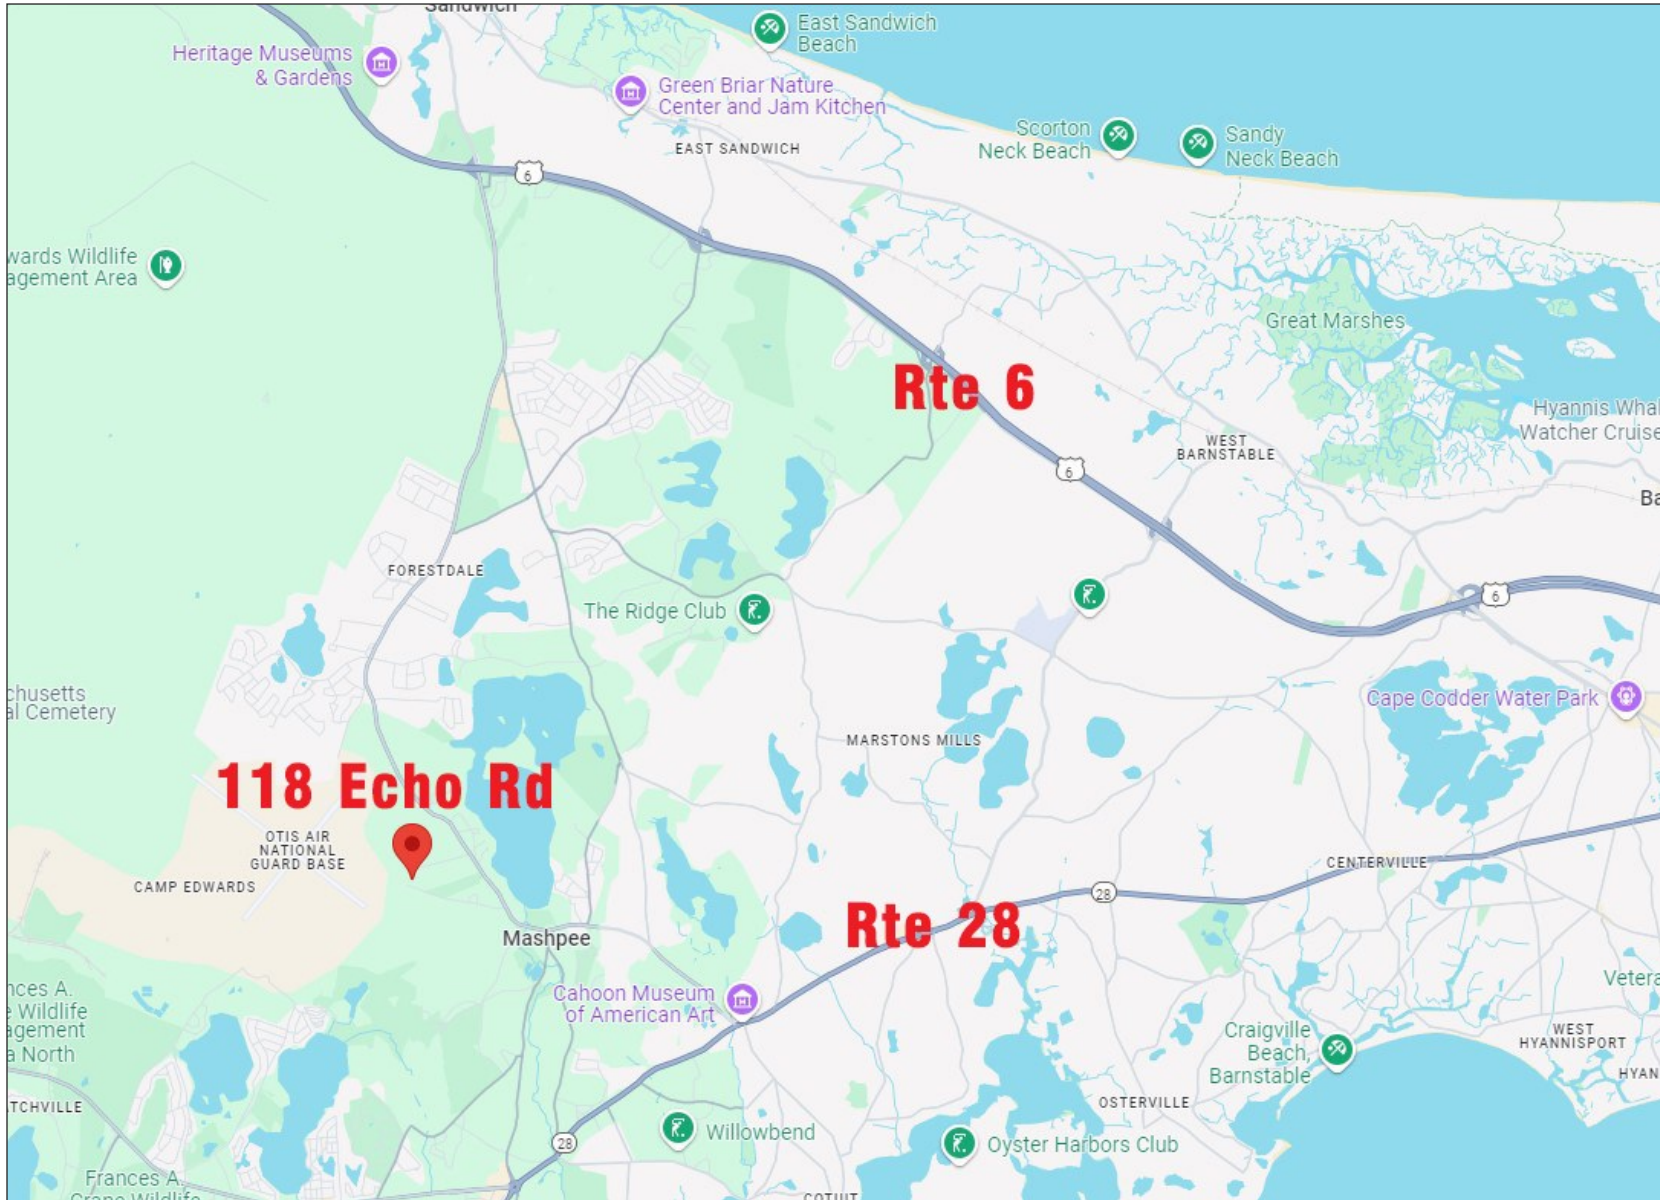 Sandwich
East Sandwich
Beach
Heritage Museums
& Gardens
Green Briar Nature
Center and Jam Kitchen
Scorton
Neck Beach
Sandy
Neck Beach
EAST SANDWICH
6
wards Wildlife
agement Area
Great Marshes
Rte 6
Hyannis Whal
Watcher Cruise
WEST
BARNSTABLE
6
Ba
FORESTDALE
The Ridge Club
6
chusetts
al Cemetery
Cape Codder Water Park
MARSTONS MILLS
118 Echo Rd
OTIS AIR
NATIONAL
GUARD BASE
CAMP EDWARDS
CENTERVILLE
28
Rte 28
Mashpee
Cahoon Museum
of American Art
nces A.
e Wildlife
agement
a North
Vetera
Craigville
Beach,
Barnstable
WEST
HYANNISPORT
HYAN
ATCHVILLE
OSTERVILLE
Willowbend
28
Oyster Harbors Club
Frances A.
Crane Wildlife
COTUIT